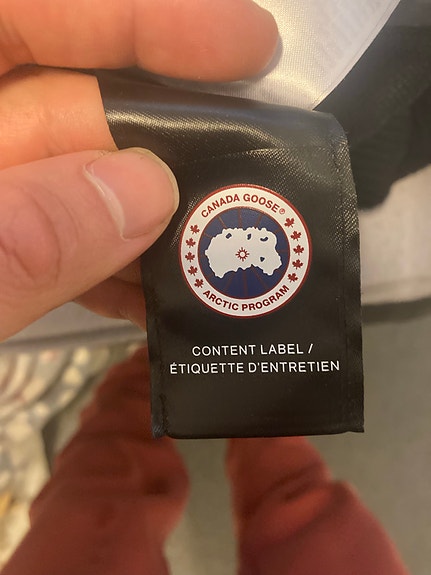 CANADA GOOSE®
ARCTIC PROGRAM
CONTENT LABEL /
ÉTIQUETTE D'ENTRETIEN